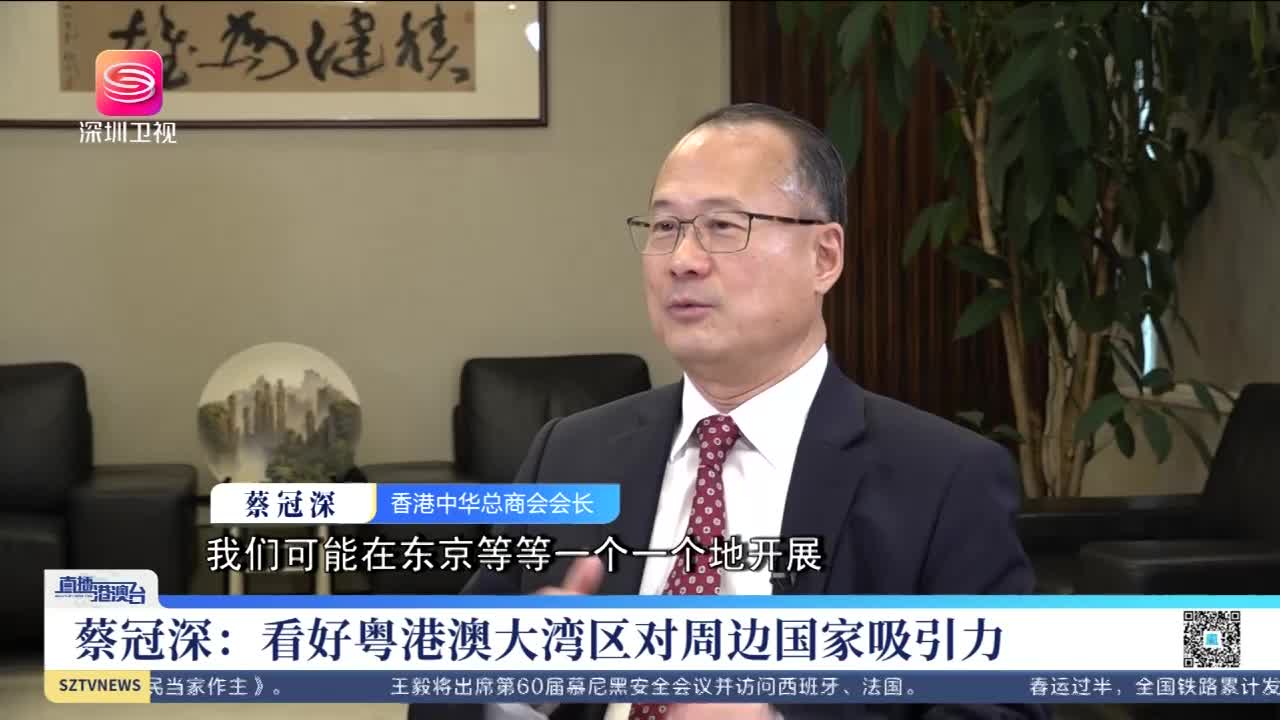 深圳卫视
蔡冠深
香港中华总商会会长
我们可能在东京等等一个一个地开展
直播港澳台
蔡冠深：看好粤港澳大湾区对周边国家吸引力
SZTVNEWS
民当家作主》。 王毅将出席第60届慕尼黑安全会议并访问西班牙、法国。 春运过半，全国铁路累计发